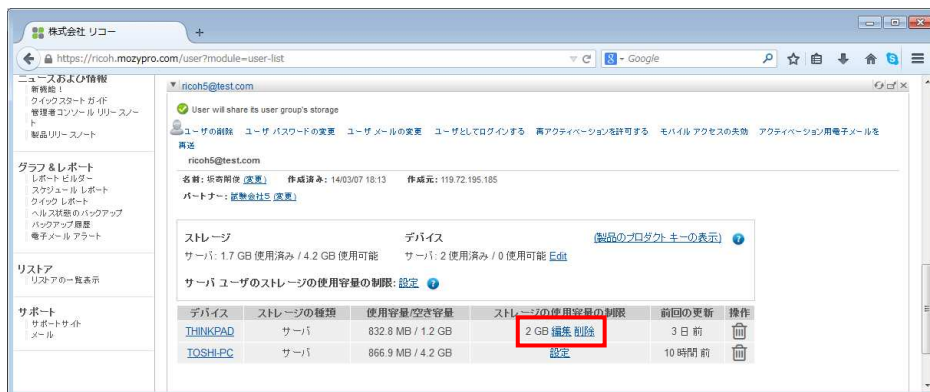 株式会社 リコー
https://ricoh.mozypro.com/user?module=user-list
Google
ニュースおよび情報
新機能！
クイックスタート ガイド
管理者コンソール リリース ノート
製品リリース ノート
グラフ & レポート
レポート ビルダー
スケジュール レポート
クイック レポート
ヘルス状態のバックアップ
バックアップ履歴
電子メール アラート
リストア
リストアの一覧表示
サポート
サポート サイト
メール
ricoh5@test.com
User will share its user group's storage
ユーザの削除 ユーザ パスワードの変更 ユーザ メールの変更 ユーザとしてログインする 再アクティベーションを許可する モバイル アクセスの失効 アクティベーション用電子メールを
再送
ricoh5@test.com
名前: (変更) 作成済み: 14/03/07 18:13 作成元: 119.72.195.185
パートナー: 試験会社5 (変更)
ストレージ デバイス (製品のプロダクト キーの表示)
サーバ: 1.7 GB 使用済み / 4.2 GB 使用可能 サーバ: 2 使用済み / 0 使用可能 Edit
サーバ ユーザのストレージの使用容量の制限: 設定
デバイス ストレージの種類 使用容量/空き容量 ストレージの使用容量の制限 前回の更新 操作
THINKPAD サーバ 832.8 MB / 1.2 GB 2 GB 編集 削除 3 日 前
TOSHI-PC サーバ 866.9 MB / 4.2 GB 設定 10 時間 前